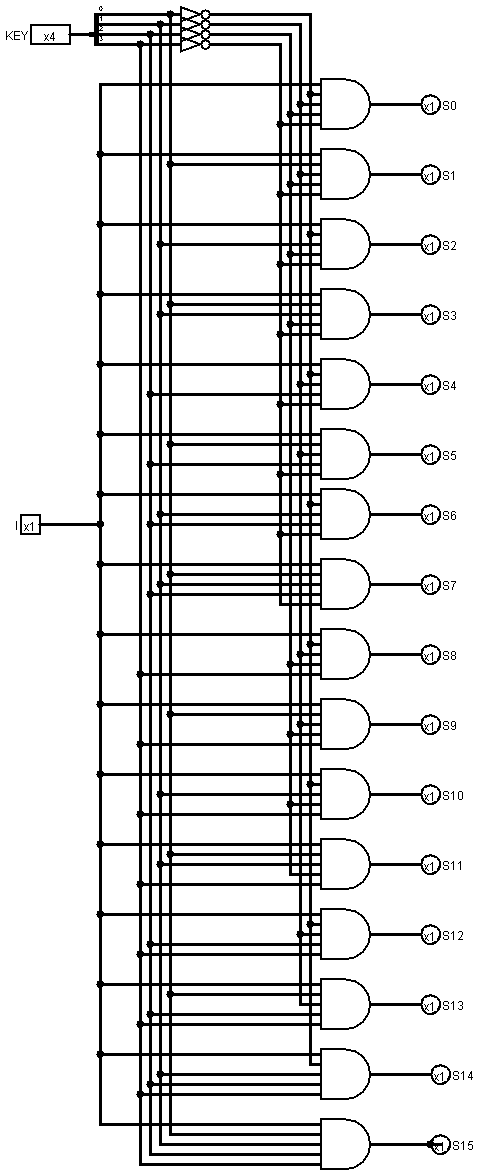 0
1
2
3
KEY x4
x1 S0
x1 S1
x1 S2
x1 S3
x1 S4
x1 S5
x1 S6
I x1
x1 S7
x1 S8
x1 S9
x1 S10
x1 S11
x1 S12
x1 S13
x1 S14
x1 S15